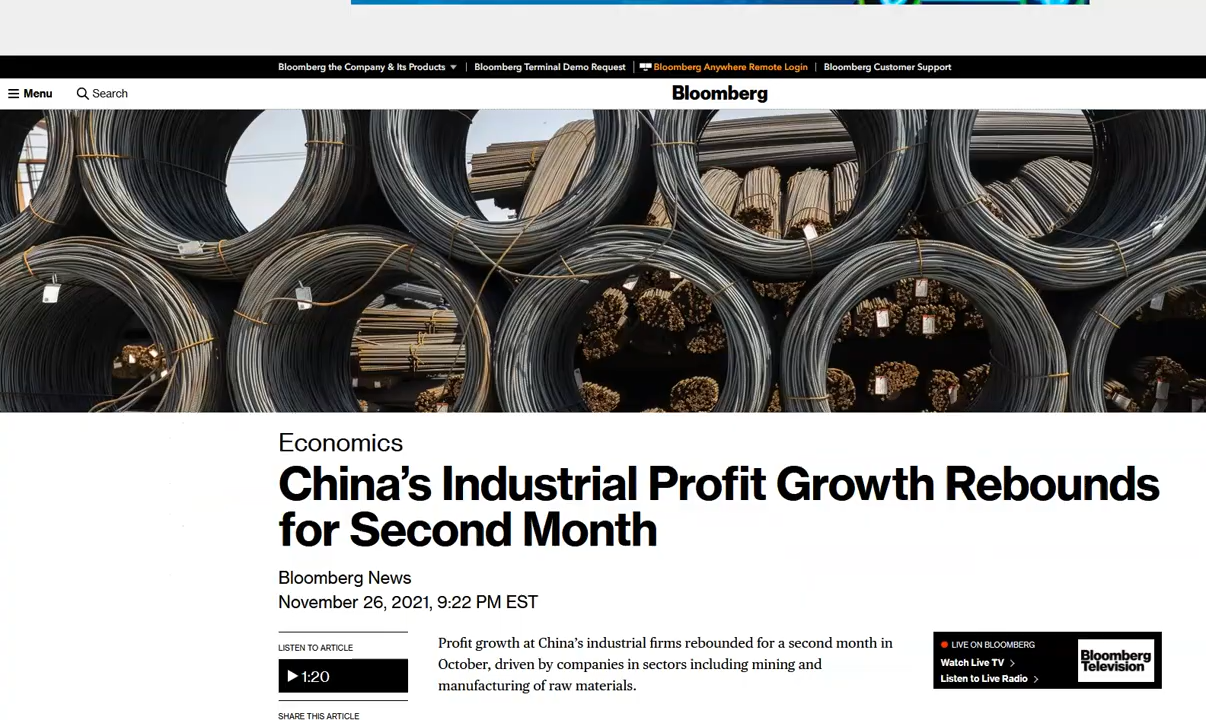 Bloomberg the Company & Its Products
Bloomberg Terminal Demo Request
Bloomberg Anywhere Remote Login
Bloomberg Customer Support
Menu
Search
Bloomberg
Economics
China's Industrial Profit Growth Rebounds
for Second Month
Bloomberg News
November 26, 2021, 9:22 PM EST
LISTEN TO ARTICLE
1:20
SHARE THIS ARTICLE
Profit growth at China's industrial firms rebounded for a second month in
October, driven by companies in sectors including mining and
manufacturing of raw materials.
LIVE ON BLOOMBERG
Watch Live TV
Listen to Live Radio
Bloomberg
Television